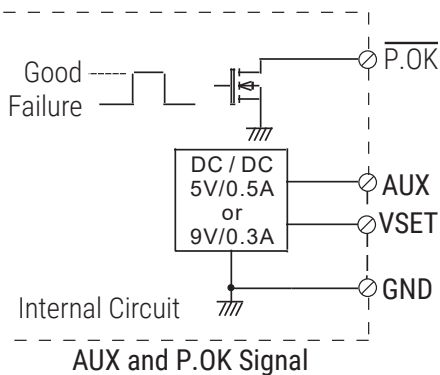 Good
Failure
P.OK
DC / DC
5V/0.5A
or
9V/0.3A
AUX
VSET
GND
Internal Circuit
AUX and P.OK Signal